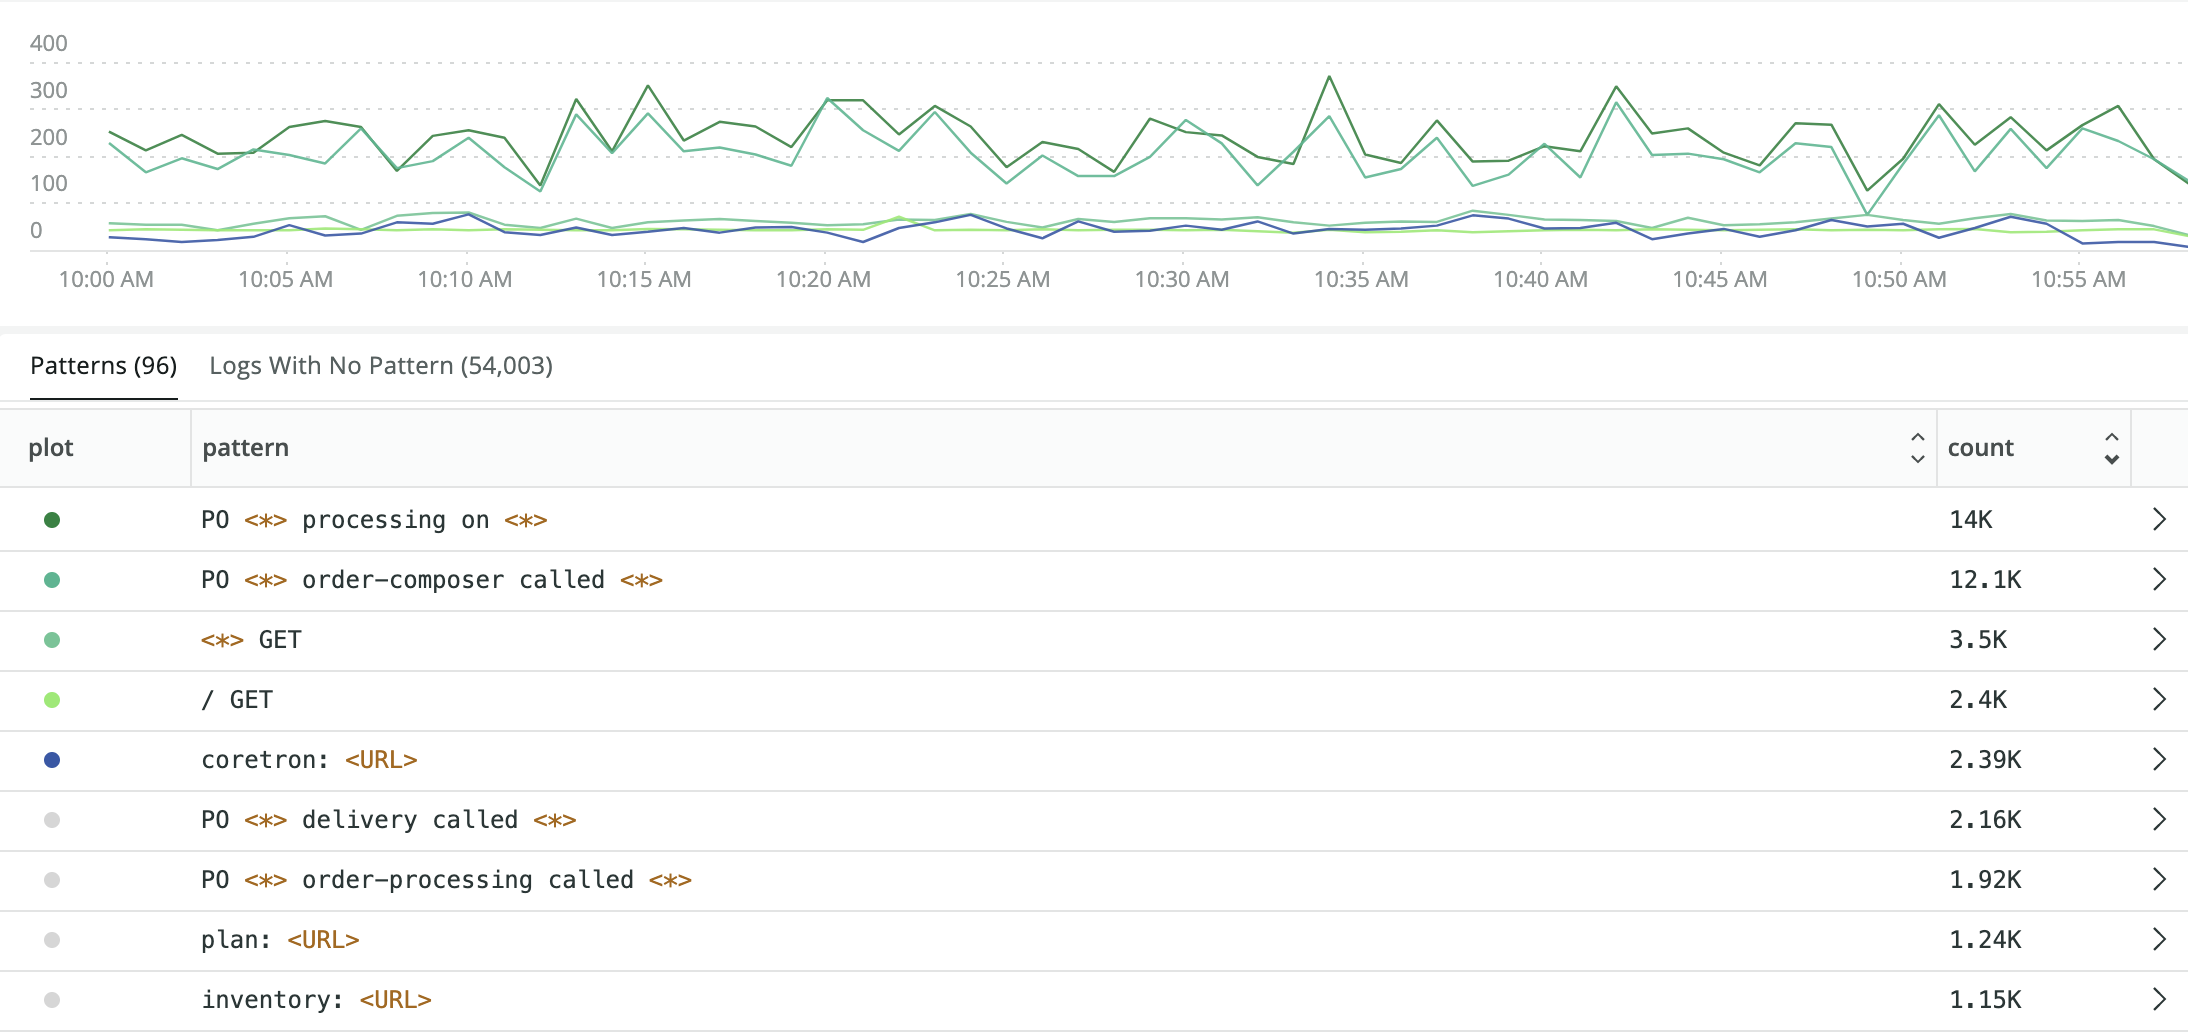 400
300
200
100
0
10:00 AM 10:05 AM 10:10 AM 10:15 AM 10:20 AM 10:25 AM 10:30 AM 10:35 AM 10:40 AM 10:45 AM 10:50 AM 10:55 AM
Patterns (96) Logs With No Pattern (54,003)
plot pattern count
PO <*> processing on <*> 14K
PO <*> order-composer called <*> 12.1K
<*> GET 3.5K
/ GET 2.4K
coretron: <URL> 2.39K
PO <*> delivery called <*> 2.16K
PO <*> order-processing called <*> 1.92K
plan: <URL> 1.24K
inventory: <URL> 1.15K